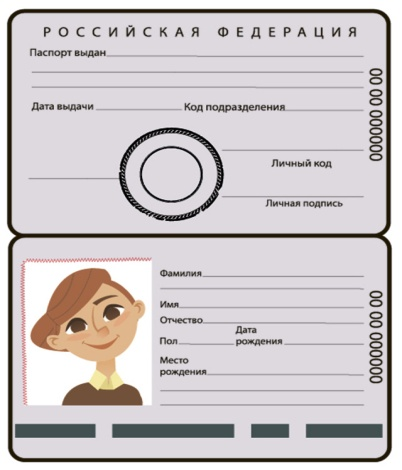 РОССИЙСКАЯ ФЕДЕРАЦИЯ
Паспорт выдан
Дата выдачи Код подразделения
000000 00 00
Личный код
Личная подпись
Фамилия
Имя
Отчество
Пол Дата рождения
Место рождения
000000 00 00